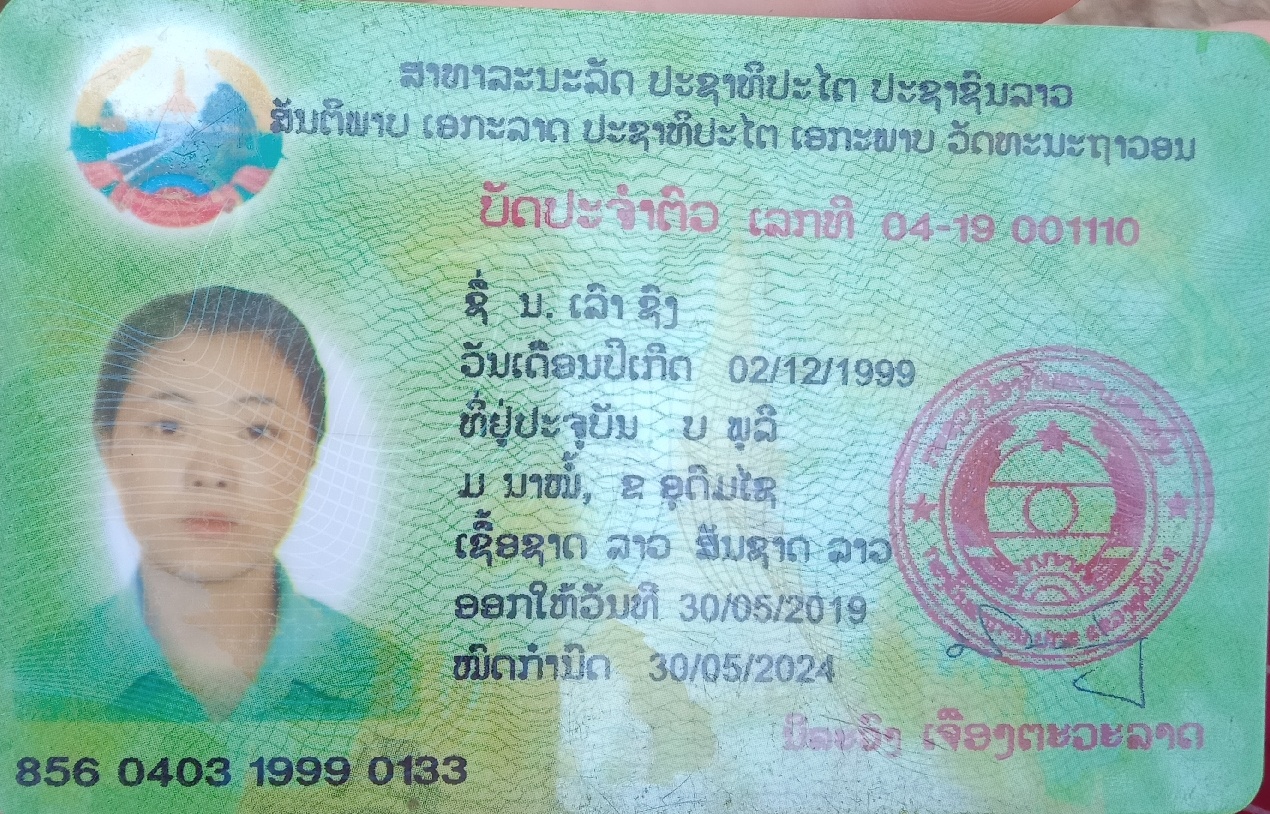 ສາທາລະນະລັດ ປະຊາທິປະໄຕ ປະຊາຊົນລາວ
ສັນຕິພາບ ເອກະລາດ ປະຊາທິປະໄຕ ເອກະພາບ ວັດທະນະຖາວອນ
ບັດປະຈຳຕົວ ເລກທີ 04-19 001110
ຊື່ ນ. ເລົາ ຊົງ
ວັນເດືອນປີເກີດ 02/12/1999
ທີ່ຢູ່ປະຈຸບັນ ບ ພູລິ
ມ ນາໝໍ້, ຂ ອຸດົມໄຊ
ເຊື້ອຊາດ ລາວ ສັນຊາດ ລາວ
ອອກໃຫ້ວັນທີ 30/05/2019
ໝົດກຳນົດ 30/05/2024
ເຈືອງຕະວະລາດ
856 0403 1999 0133